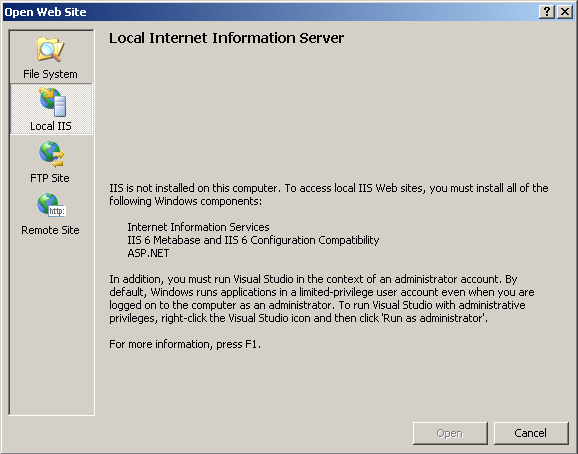 Open Web Site
Local Internet Information Server
File System
Local IIS
FTP Site
http:
Remote Site
IIS is not installed on this computer. To access local IIS Web sites, you must install all of the
following Windows components:
Internet Information Services
IIS 6 Metabase and IIS 6 Configuration Compatibility
ASP.NET
In addition, you must run Visual Studio in the context of an administrator account. By
default, Windows runs applications in a limited-privilege user account even when you are
logged on to the computer as an administrator. To run Visual Studio with administrative
privileges, right-click the Visual Studio icon and then click 'Run as administrator'.
For more information, press F1.
Open
Cancel